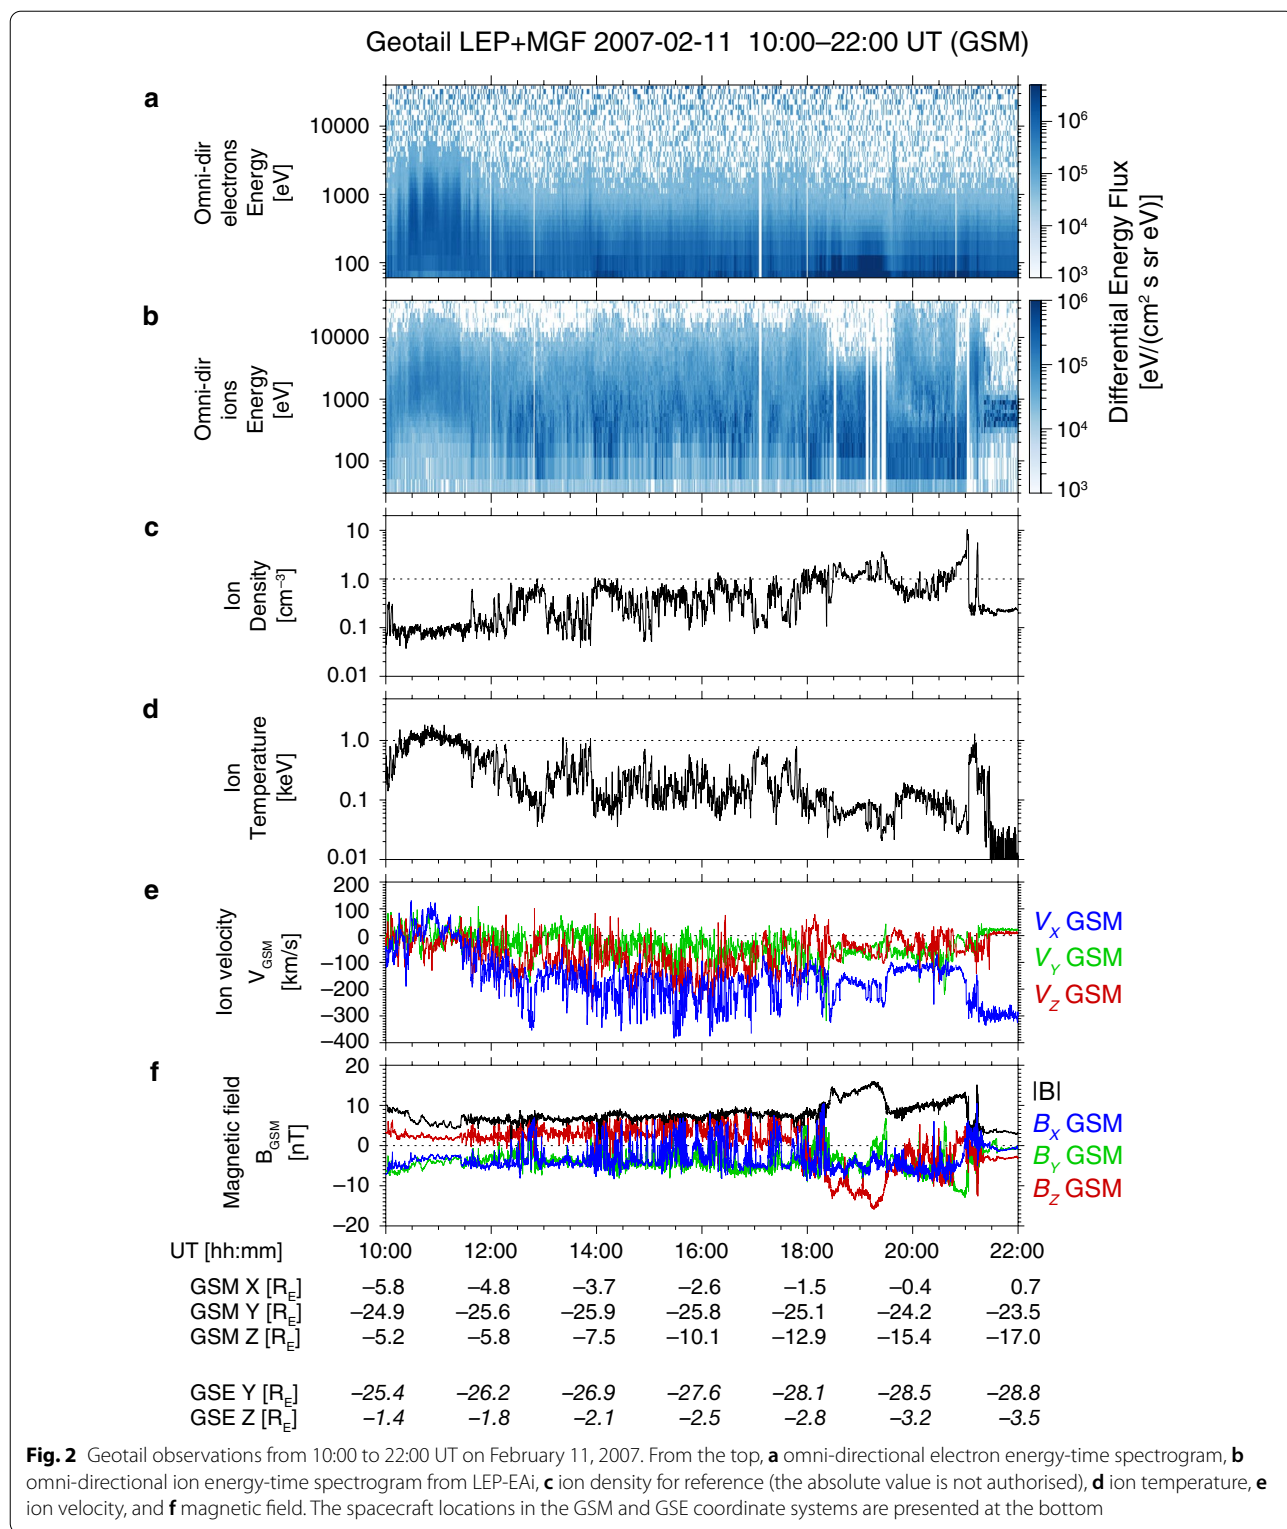 Geotail LEP+MGF 2007-02-11 10:00–22:00 UT (GSM)
a
Omni-dir
electrons
Energy
[eV]
10000
1000
100
10⁶
10⁵
10⁴
10³
b
Omni-dir
ions
Energy
[eV]
10000
1000
100
10⁶
10⁵
10⁴
10³
Differential Energy Flux
[eV/(cm² s sr eV)]
c
Ion
Density
[cm⁻³]
10
1.0
0.1
0.01
d
Ion
Temperature
[keV]
1.0
0.1
0.01
e
Ion velocity
V_GSM
[km/s]
200
100
0
−100
−200
−300
−400
V_X GSM
V_Y GSM
V_Z GSM
f
Magnetic field
B_GSM
[nT]
20
10
0
−10
−20
|B|
B_X GSM
B_Y GSM
B_Z GSM
UT [hh:mm] 10:00 12:00 14:00 16:00 18:00 20:00 22:00
GSM X [R_E] −5.8 −4.8 −3.7 −2.6 −1.5 −0.4 0.7
GSM Y [R_E] −24.9 −25.6 −25.9 −25.8 −25.1 −24.2 −23.5
GSM Z [R_E] −5.2 −5.8 −7.5 −10.1 −12.9 −15.4 −17.0
GSE Y [R_E] −25.4 −26.2 −26.9 −27.6 −28.1 −28.5 −28.8
GSE Z [R_E] −1.4 −1.8 −2.1 −2.5 −2.8 −3.2 −3.5
Fig. 2 Geotail observations from 10:00 to 22:00 UT on February 11, 2007. From the top, a omni-directional electron energy-time spectrogram, b
omni-directional ion energy-time spectrogram from LEP-EAi, c ion density for reference (the absolute value is not authorised), d ion temperature, e
ion velocity, and f magnetic field. The spacecraft locations in the GSM and GSE coordinate systems are presented at the bottom